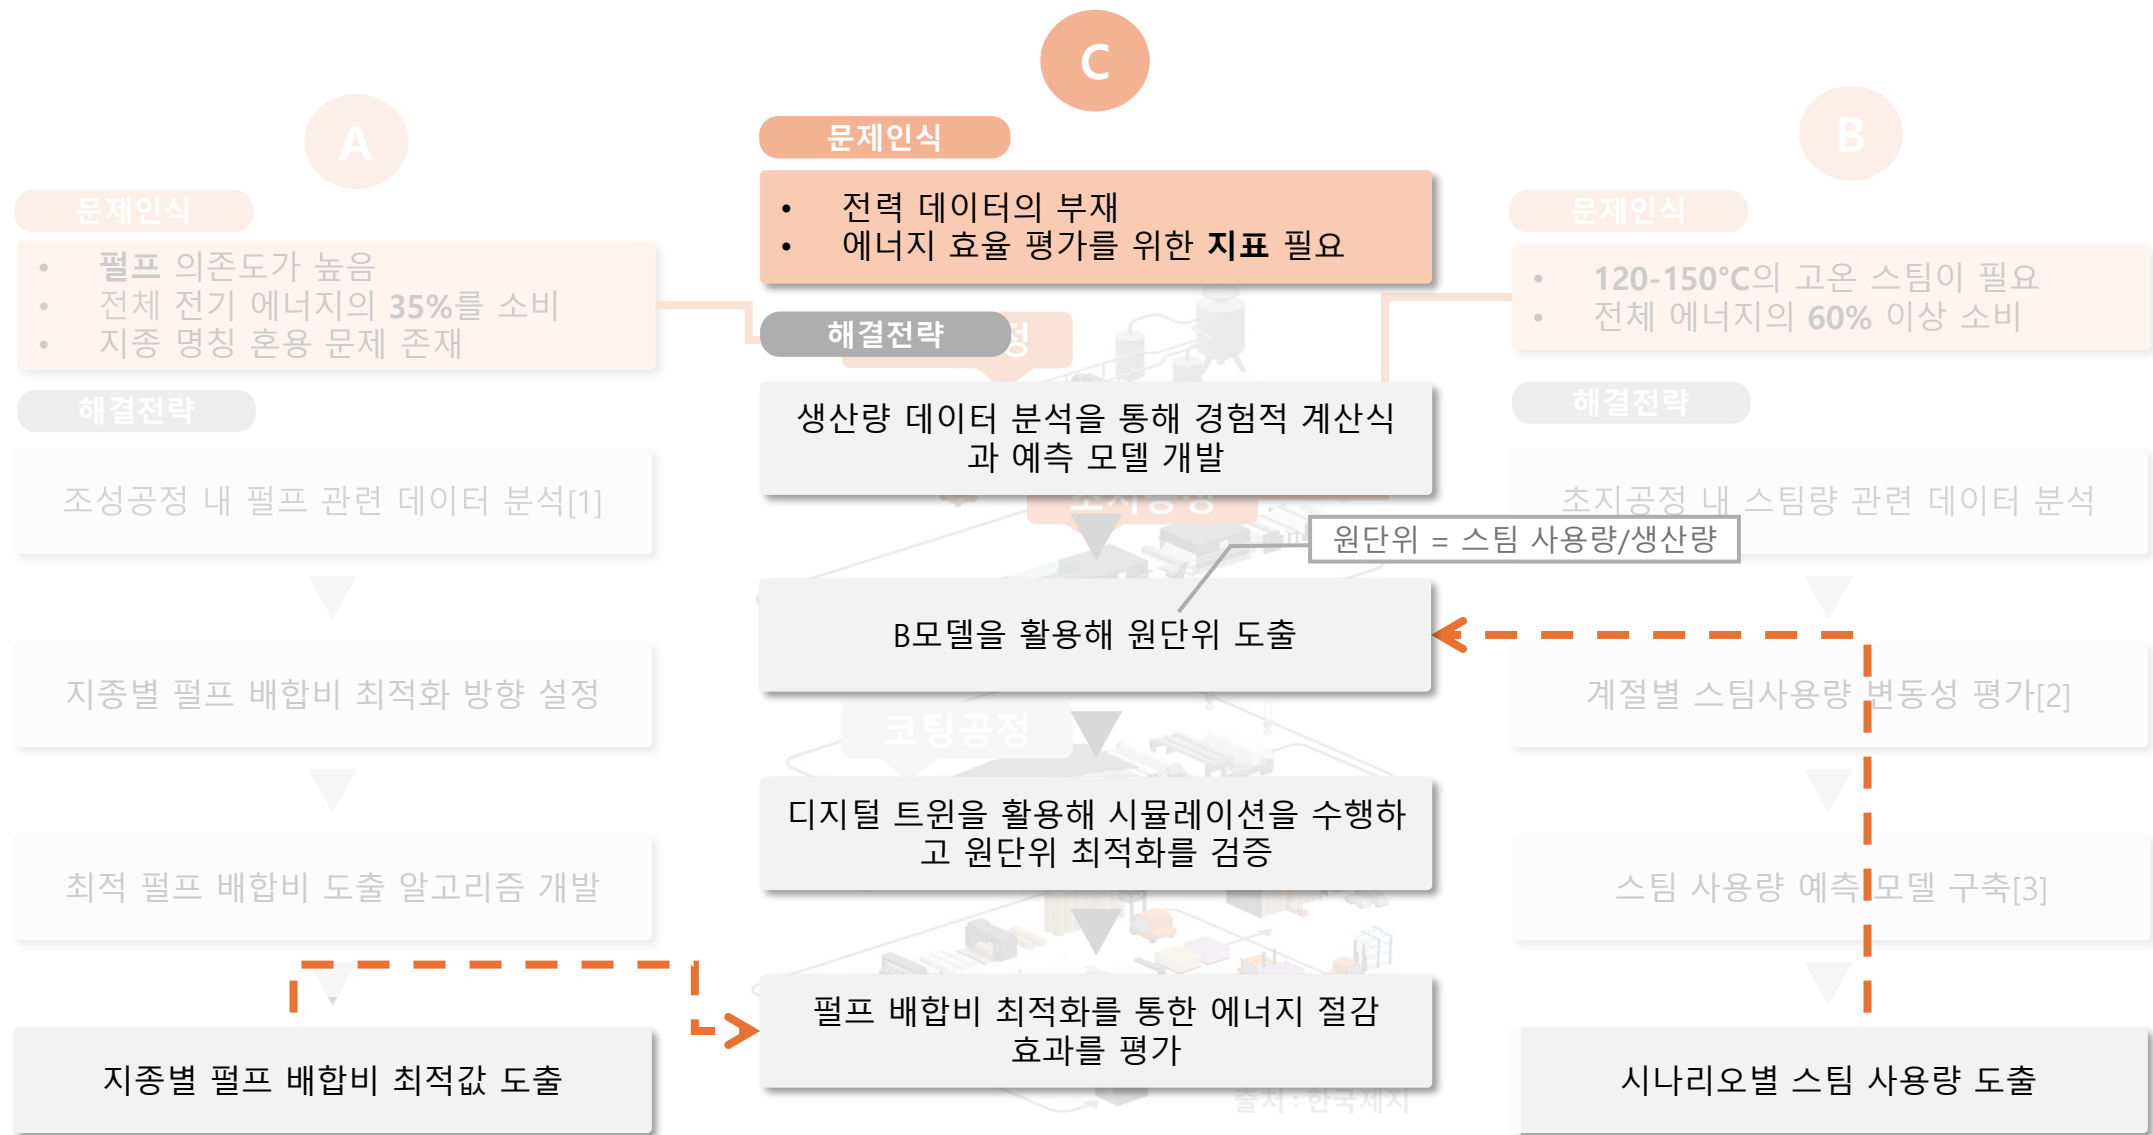 C
A
B
문제인식
• 전력 데이터의 부재
• 에너지 효율 평가를 위한 지표 필요
문제인식
• 펄프 의존도가 높음
• 전체 전기 에너지의 35%를 소비
• 지종 명칭 혼용 문제 존재
문제인식
• 120-150°C의 고온 스팀이 필요
• 전체 에너지의 60% 이상 소비
해결전략
생산량 데이터 분석을 통해 경험적 계산식
과 예측 모델 개발
원단위 = 스팀 사용량/생산량
B모델을 활용해 원단위 도출
코팅공정
디지털 트윈을 활용해 시뮬레이션을 수행하
고 원단위 최적화를 검증
펄프 배합비 최적화를 통한 에너지 절감
효과를 평가
출처 : 한국제지
해결전략
조성공정 내 펄프 관련 데이터 분석[1]
지종별 펄프 배합비 최적화 방향 설정
최적 펄프 배합비 도출 알고리즘 개발
지종별 펄프 배합비 최적값 도출
해결전략
초지공정 내 스팀량 관련 데이터 분석
계절별 스팀사용량 변동성 평가[2]
스팀 사용량 예측 모델 구축[3]
시나리오별 스팀 사용량 도출